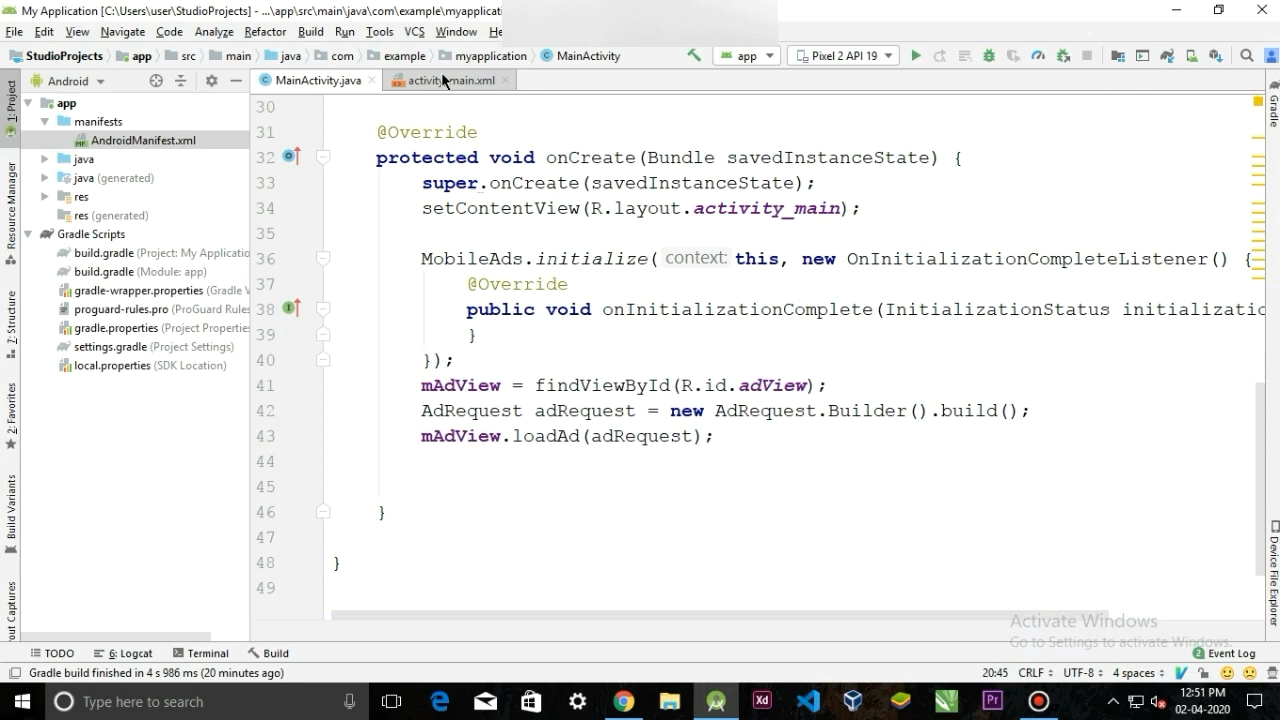 My Application [C:\Users\user\StudioProjects] - ...\app\src\main\java\com\example\myapplicati
File Edit View Navigate Code Analyze Refactor Build Run Tools VCS Window He
StudioProjects app src main java com example myapplication MainActivity app Pixel 2 API 19
1: Project
Android
MainActivity.java
activity_main.xml
app
manifests
AndroidManifest.xml
java
java (generated)
res
res (generated)
Gradle Scripts
build.gradle (Project: My Applicatio
build.gradle (Module: app)
gradle-wrapper.properties (Gradle V
proguard-rules.pro (ProGuard Rules
gradle.properties (Project Properties
settings.gradle (Project Settings)
local.properties (SDK Location)
Resource Manager
Z: Structure
2: Favorites
Build Variants
out Captures
30
31 @Override
32 protected void onCreate(Bundle savedInstanceState) {
33 super.onCreate(savedInstanceState);
34 setContentView(R.layout.activity_main);
35
36 MobileAds.initialize( context: this, new OnInitializationCompleteListener() {
37 @Override
38 public void onInitializationComplete(InitializationStatus initializatio
39 }
40 });
41 mAdView = findViewById(R.id.adView);
42 AdRequest adRequest = new AdRequest.Builder().build();
43 mAdView.loadAd(adRequest);
44
45
46 }
47
48 }
49
Gradle
Device File Explorer
Activate Windows
Go to Settings to activate Windows.
TODO 6: Logcat Terminal Build 2 Event Log
Gradle build finished in 4 s 986 ms (20 minutes ago) 20:45 CRLF UTF-8 4 spaces
Type here to search Xd Pr 12:51 PM
02-04-2020